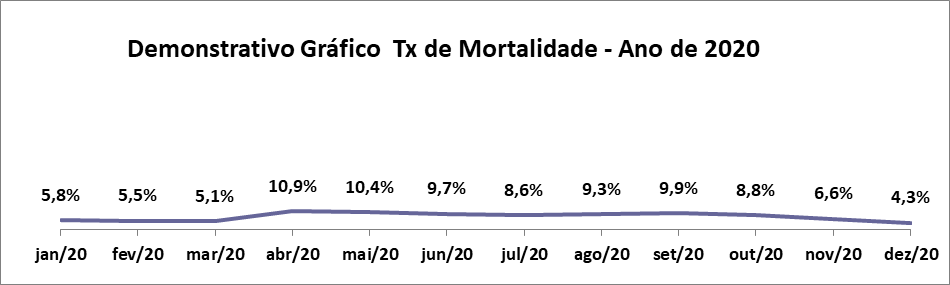 Demonstrativo Gráfico  Tx de Mortalidade - Ano de 2020
5,8% 5,5% 5,1% 10,9% 10,4% 9,7% 8,6% 9,3% 9,9% 8,8% 6,6% 4,3%
jan/20 fev/20 mar/20 abr/20 mai/20 jun/20 jul/20 ago/20 set/20 out/20 nov/20 dez/20